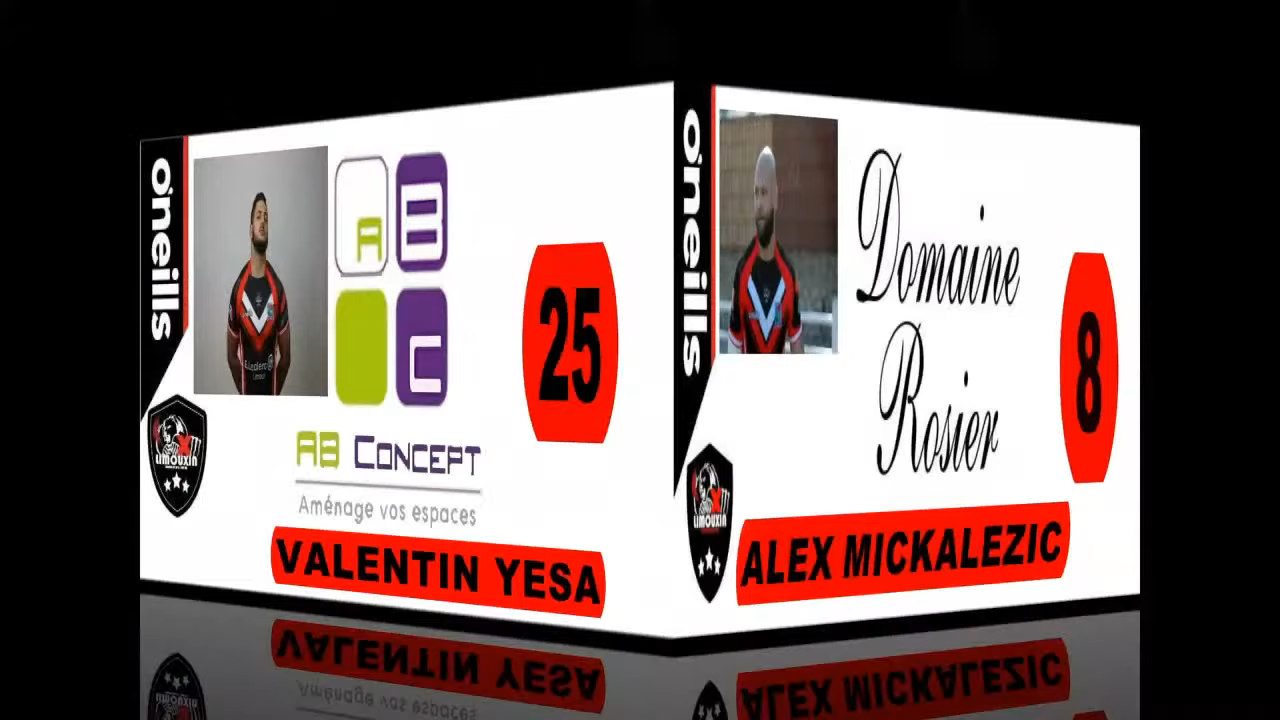 O'neills
A
B
C
AB CONCEPT
Aménage vos espaces
25
LIMOUXIN
VALENTIN YESA
O'neills
Domaine
Rosier
8
LIMOUXIN
ALEX MICKALEZIC